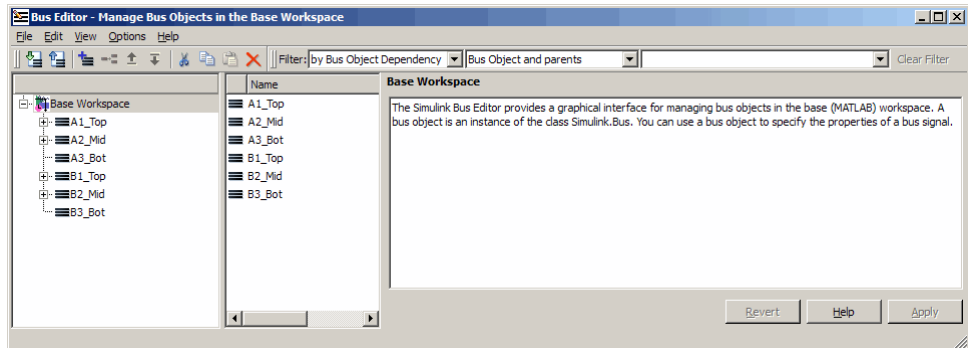 Bus Editor - Manage Bus Objects in the Base Workspace
File Edit View Options Help
Filter: by Bus Object Dependency Bus Object and parents Clear Filter
Name
Base Workspace
Base Workspace
A1_Top
A2_Mid
A3_Bot
B1_Top
B2_Mid
B3_Bot
A1_Top
A2_Mid
A3_Bot
B1_Top
B2_Mid
B3_Bot
The Simulink Bus Editor provides a graphical interface for managing bus objects in the base (MATLAB) workspace. A
bus object is an instance of the class Simulink.Bus. You can use a bus object to specify the properties of a bus signal.
Revert Help Apply